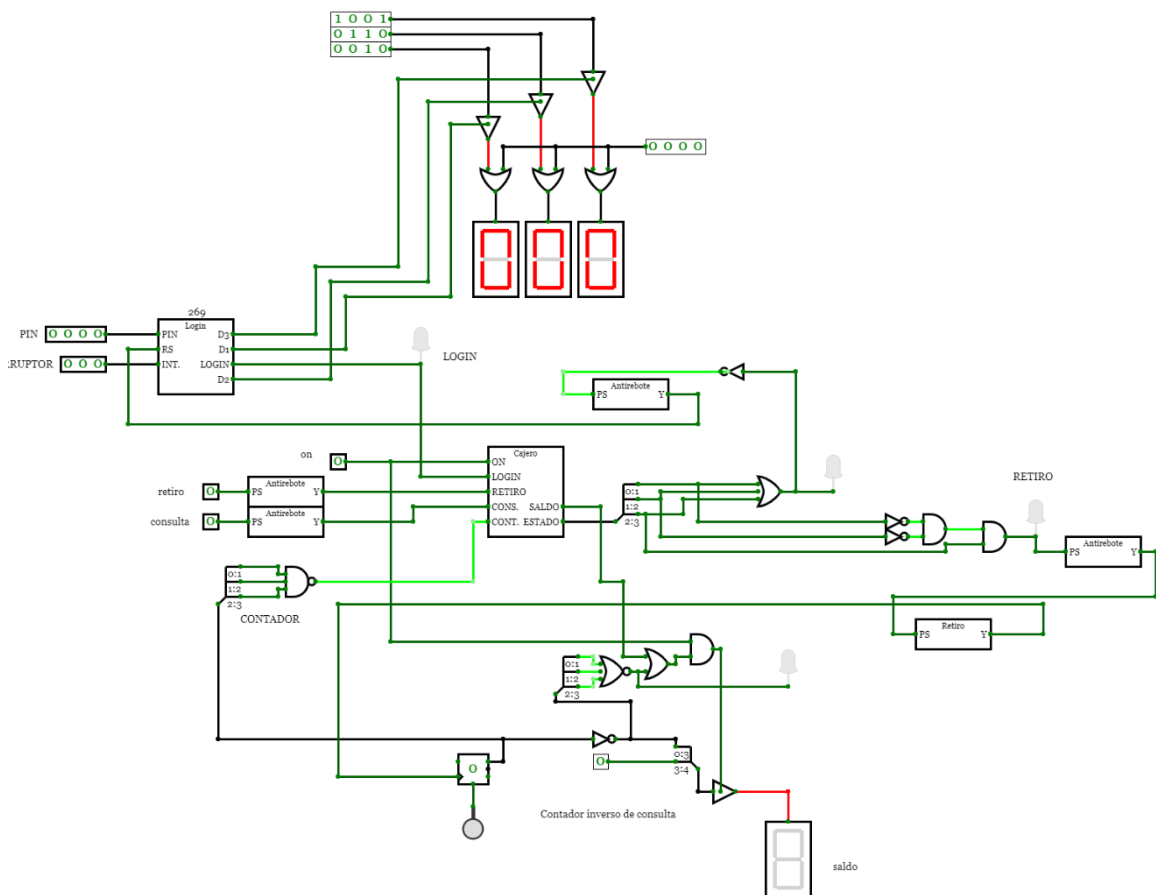 1 0 0 1
0 1 1 0
0 0 1 0
0 0 0 0
269
Login
PIN 0 0 0 0 PIN D3
RS D1
RRUPTOR 0 0 0 INT. LOGIN
D2
LOGIN
Antirebote
PS Y
on 0
Cajero
ON
LOGIN
RETIRO
CONS. SALDO
CONT. ESTADO
retiro 0
Antirebote
PS Y
consulta 0
Antirebote
PS Y
0:1
1:2
2:3
RETIRO
Antirebote
PS Y
Retiro
PS Y
0:1
1:2
2:3
CONTADOR
0:1
1:2
2:3
0
0:3
3:4
0
Contador inverso de consulta
saldo